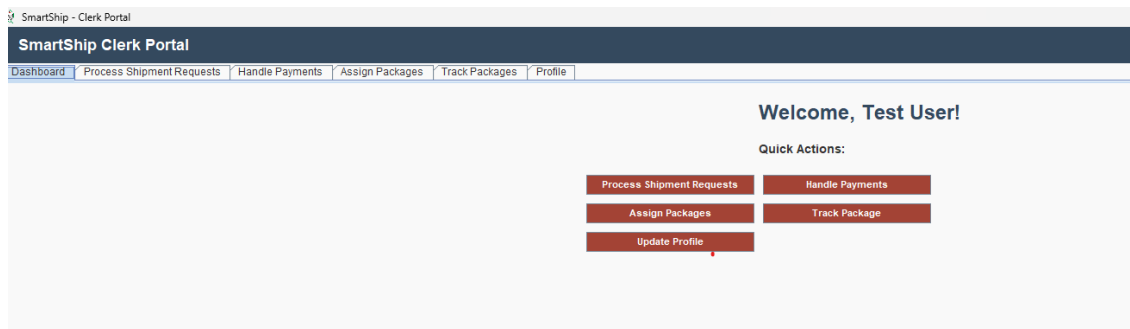 SmartShip - Clerk Portal
SmartShip Clerk Portal
Dashboard Process Shipment Requests Handle Payments Assign Packages Track Packages Profile
Welcome, Test User!
Quick Actions:
Process Shipment Requests Handle Payments
Assign Packages Track Package
Update Profile